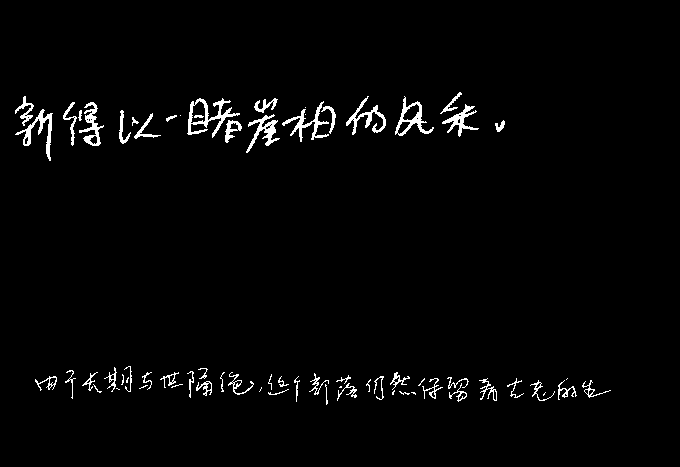 新得以一睹崖柏的风采。
由于长期与世隔绝,这个部落仍然保留着古老的生